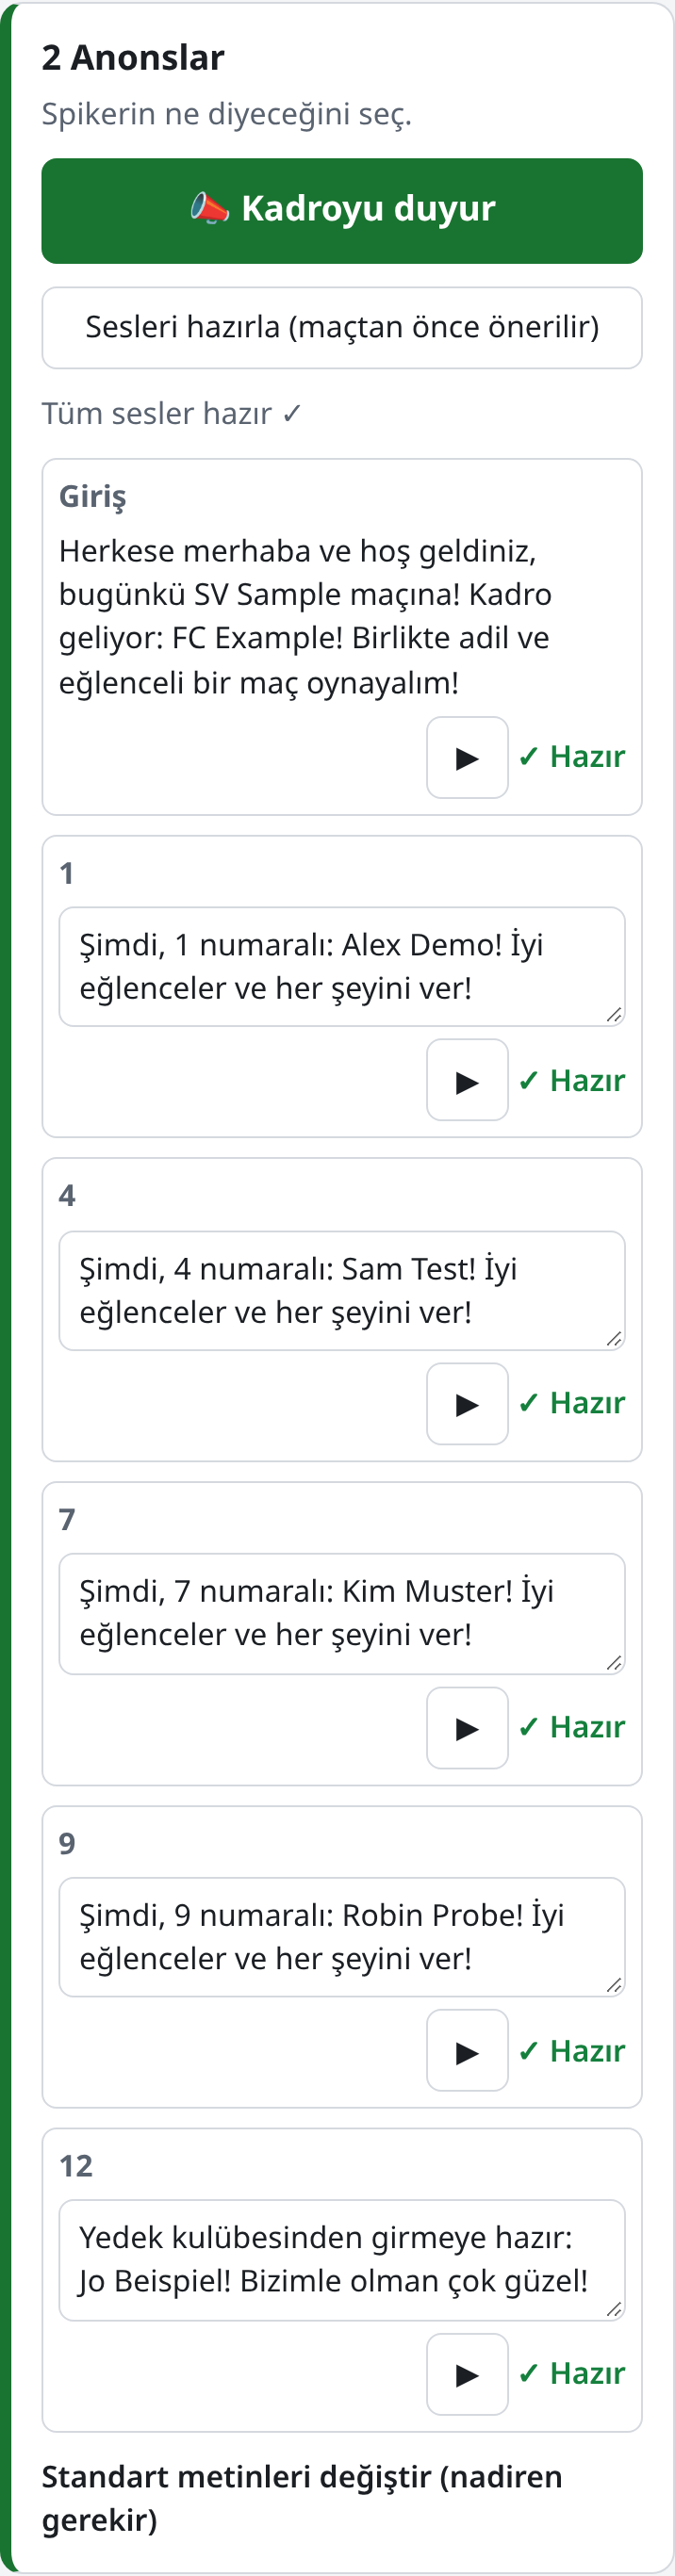 2 Anonslar
Spikerin ne diyeceğini seç.
📣 Kadroyu duyur
Sesleri hazırla (maçtan önce önerilir)
Tüm sesler hazır ✓
Giriş
Herkese merhaba ve hoş geldiniz,
bugünkü SV Sample maçına! Kadro
geliyor: FC Example! Birlikte adil ve
eğlenceli bir maç oynayalım!
▶ ✓ Hazır
1
Şimdi, 1 numaralı: Alex Demo! İyi
eğlenceler ve her şeyini ver!
▶ ✓ Hazır
4
Şimdi, 4 numaralı: Sam Test! İyi
eğlenceler ve her şeyini ver!
▶ ✓ Hazır
7
Şimdi, 7 numaralı: Kim Muster! İyi
eğlenceler ve her şeyini ver!
▶ ✓ Hazır
9
Şimdi, 9 numaralı: Robin Probe! İyi
eğlenceler ve her şeyini ver!
▶ ✓ Hazır
12
Yedek kulübesinden girmeye hazır:
Jo Beispiel! Bizimle olman çok güzel!
▶ ✓ Hazır
Standart metinleri değiştir (nadiren
gerekir)